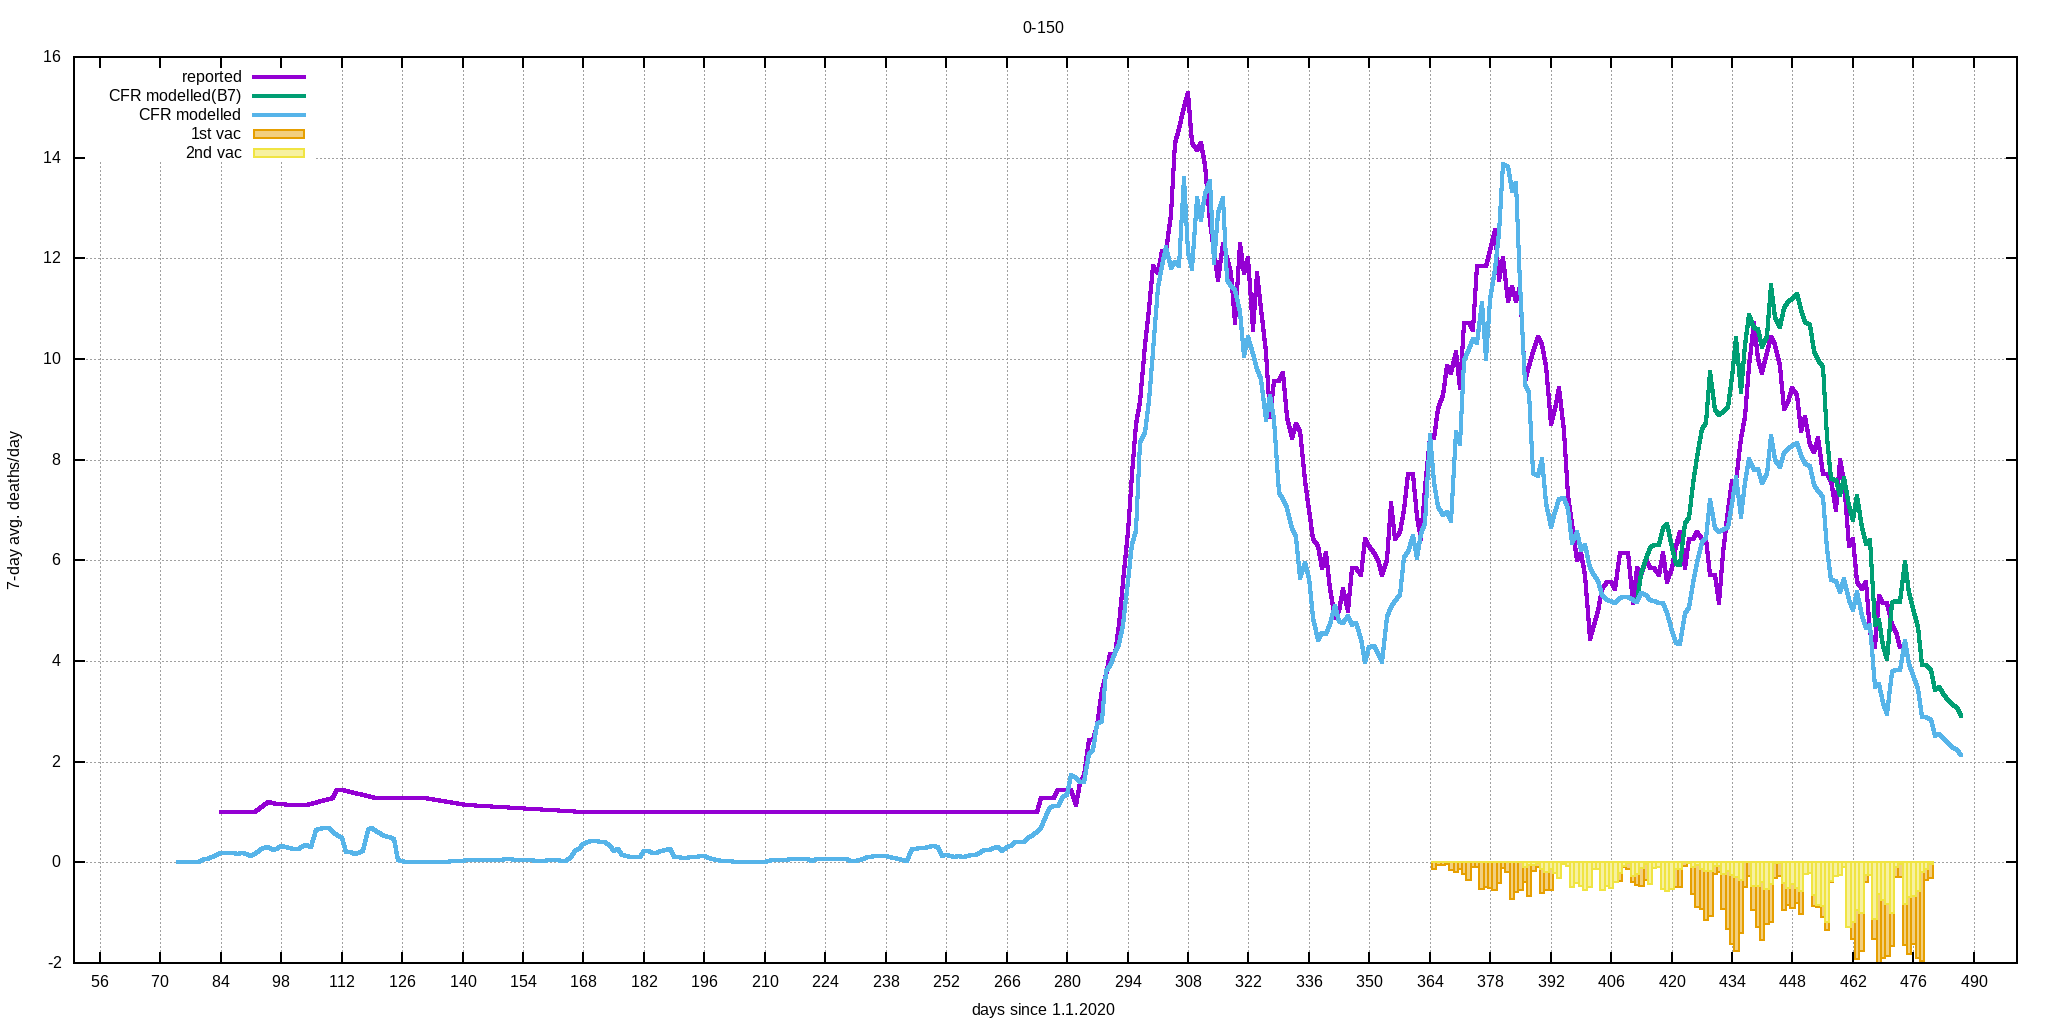 0-150
16
14
12
10
8
6
4
2
0
-2
7-day avg. deaths/day
reported
CFR modelled(B7)
CFR modelled
1st vac
2nd vac
56 70 84 98 112 126 140 154 168 182 196 210 224 238 252 266 280 294 308 322 336 350 364 378 392 406 420 434 448 462 476 490
days since 1.1.2020